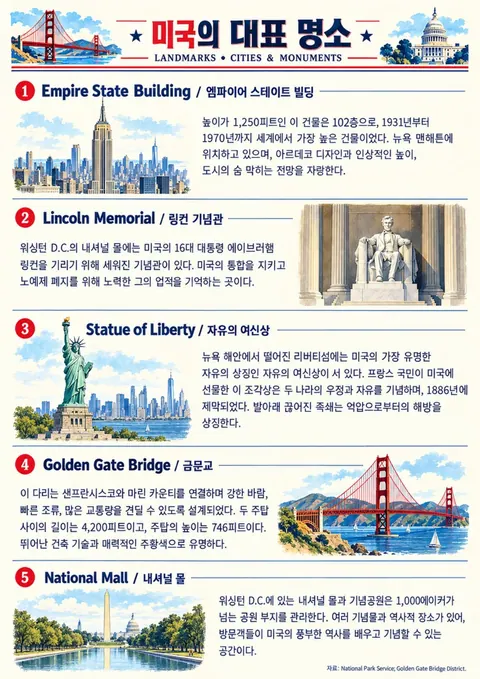 ★ 미국의 대표 명소 ★
LANDMARKS • CITIES & MONUMENTS
1 Empire State Building / 엠파이어 스테이트 빌딩
높이가 1,250피트인 이 건물은 102층으로, 1931년부터
1970년까지 세계에서 가장 높은 건물이었다. 뉴욕 맨해튼에
위치하고 있으며, 아르데코 디자인과 인상적인 높이,
도시의 숨 막히는 전망을 자랑한다.
2 Lincoln Memorial / 링컨 기념관
워싱턴 D.C.의 내셔널 몰에는 미국의 16대 대통령 에이브러햄
링컨을 기리기 위해 세워진 기념관이 있다. 미국의 통합을 지키고
노예제 폐지를 위해 노력한 그의 업적을 기억하는 곳이다.
3 Statue of Liberty / 자유의 여신상
뉴욕 해안에서 떨어진 리버티섬에는 미국의 가장 유명한
자유의 상징인 자유의 여신상이 서 있다. 프랑스 국민이 미국에
선물한 이 조각상은 두 나라의 우정과 자유를 기념하며, 1886년에
제막되었다. 발아래 끊어진 족쇄는 억압으로부터의 해방을
상징한다.
4 Golden Gate Bridge / 금문교
이 다리는 샌프란시스코와 마린 카운티를 연결하며 강한 바람,
빠른 조류, 많은 교통량을 견딜 수 있도록 설계되었다. 두 주탑
사이의 길이는 4,200피트이고, 주탑의 높이는 746피트이다.
뛰어난 건축 기술과 매력적인 주황색으로 유명하다.
5 National Mall / 내셔널 몰
워싱턴 D.C.에 있는 내셔널 몰과 기념공원은 1,000에이커가
넘는 공원 부지를 관리한다. 여러 기념물과 역사적 장소가 있어,
방문객들이 미국의 풍부한 역사를 배우고 기념할 수 있는
공간이다.
자료: National Park Service; Golden Gate Bridge District.